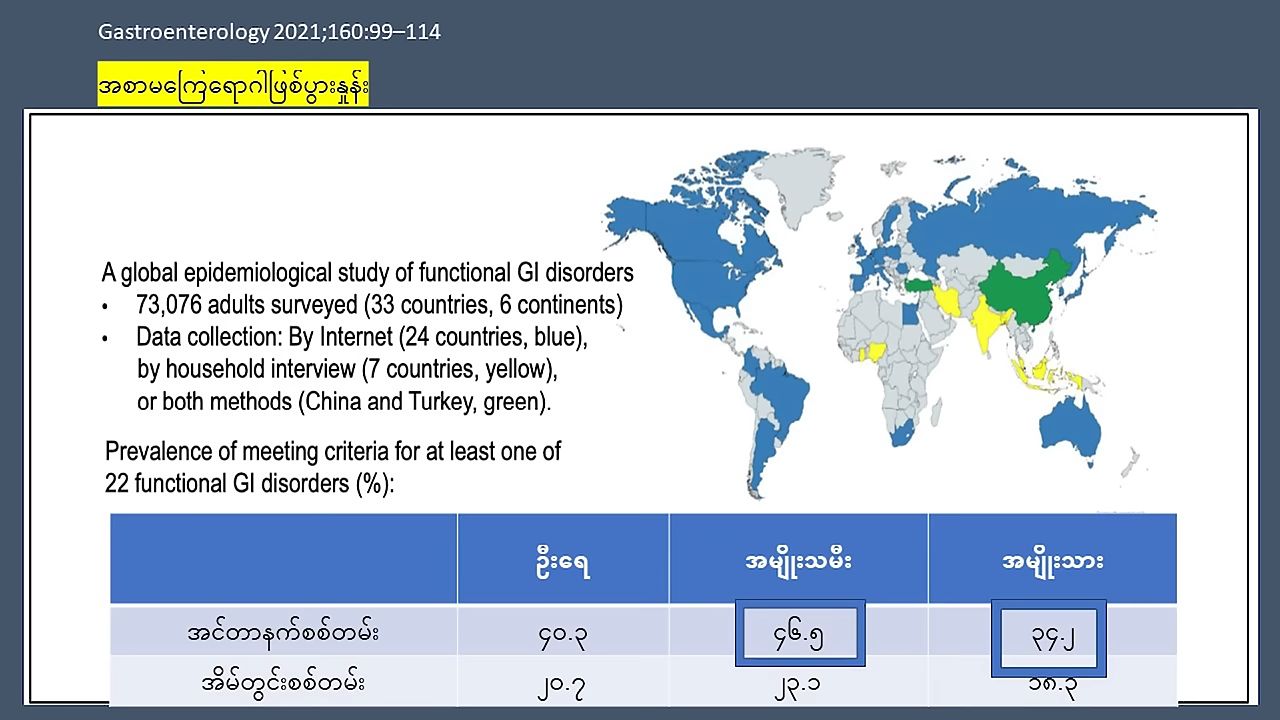 Gastroenterology 2021;160:99–114
အစာမကြေရောဂါဖြစ်ပွားနှုန်း
A global epidemiological study of functional GI disorders
• 73,076 adults surveyed (33 countries, 6 continents)
• Data collection: By Internet (24 countries, blue),
by household interview (7 countries, yellow),
or both methods (China and Turkey, green).
Prevalence of meeting criteria for at least one of
22 functional GI disorders (%):
ဦးရေ အမျိုးသမီး အမျိုးသား
အင်တာနက်စစ်တမ်း ၄၀.၃ ၄၆.၅ ၃၄.၂
အိမ်တွင်းစစ်တမ်း ၂၀.၇ ၂၃.၁ ၁၈.၃